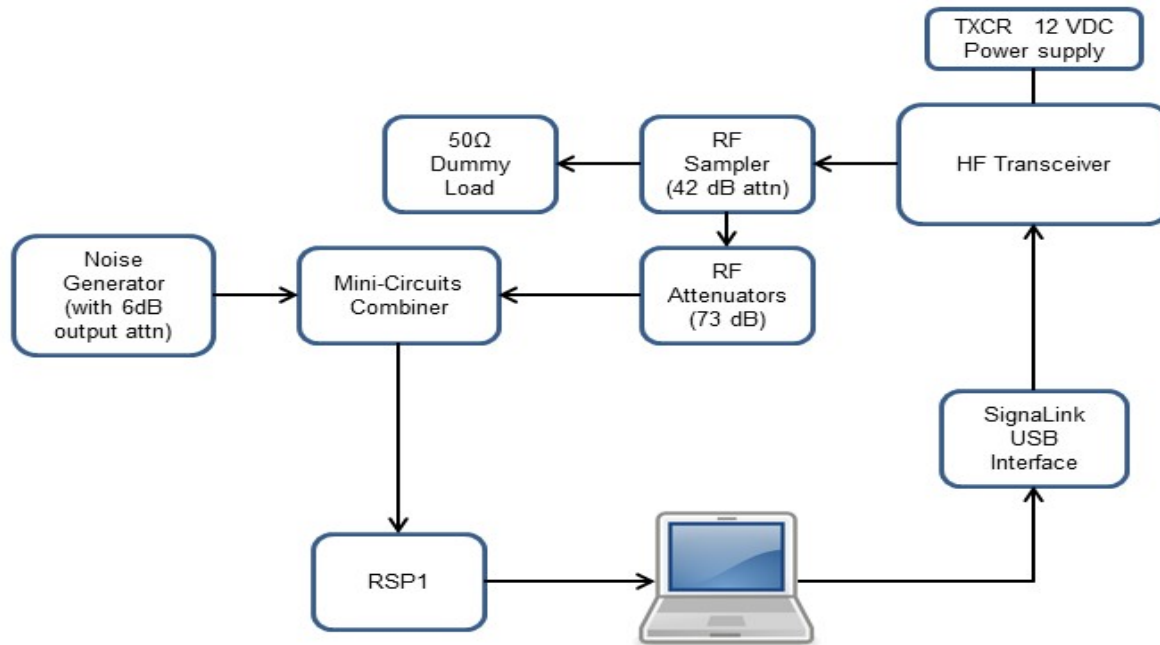 TXCR 12 VDC
Power supply
50Ω
Dummy
Load
RF
Sampler
(42 dB attn)
HF Transceiver
Noise
Generator
(with 6dB
output attn)
Mini-Circuits
Combiner
RF
Attenuators
(73 dB)
SignaLink
USB
Interface
RSP1